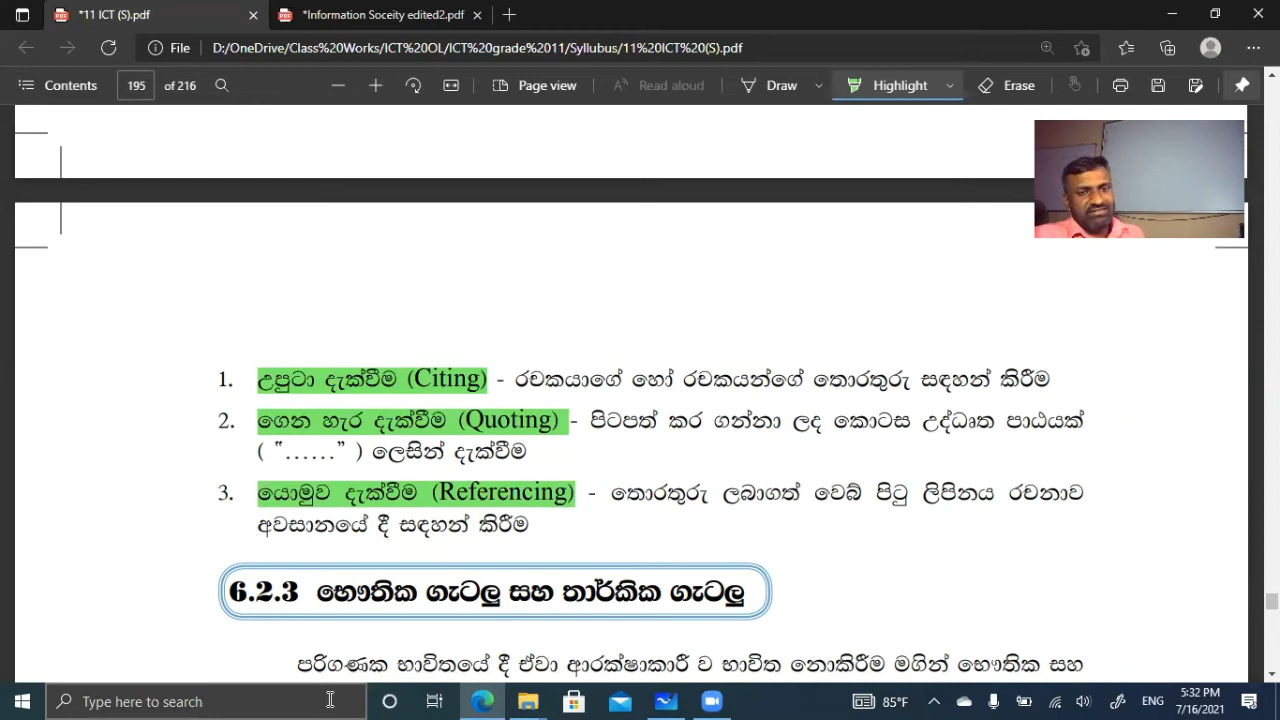 *11 ICT (S).pdf
*Information Soceity edited2.pdf
File D:/OneDrive/Class%20Works/ICT%20OL/ICT%20grade%2011/Syllubus/11%20ICT%20(S).pdf
Contents 195 of 216 Page view Read aloud Draw Highlight Erase
1. උපුටා දැක්වීම (Citing) - රචකයාගේ හෝ රචකයන්ගේ තොරතුරු සඳහන් කිරීම
2. ගෙන හැර දැක්වීම (Quoting) - පිටපත් කර ගන්නා ලද කොටස උද්ධෘත පාඨයක්
( “......” ) ලෙසින් දැක්වීම
3. යොමුව දැක්වීම (Referencing) - තොරතුරු ලබාගත් වෙබ් පිටු ලිපිනය රචනාව
අවසානයේ දී සඳහන් කිරීම
6.2.3 භෞතික ගැටලු සහ තාර්කික ගැටලු
පරිගණක භාවිතයේ දී ඒවා ආරක්ෂාකාරී ව භාවිත නොකිරීම මගින් භෞතික සහ
Type here to search
85°F
ENG
5:32 PM
7/16/2021